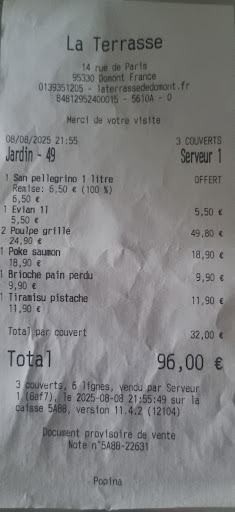 La Terrasse
14 rue de Paris
95330 Domont France
0139351205 - laterrassededomont.fr
84812952400015 - 5610A - 0
Merci de votre visite
08/08/2025 21:55 3 COUVERTS
Jardin - 49 Serveur 1
1 San pellegrino 1 litre OFFERT
Remise: 6,50 € (100 %)
6,50 €
1 Evian 1l 5,50 €
5,50 €
2 Poulpe grillé 49,80 €
24,90 €
1 Poke saumon 18,90 €
18,90 €
1 Brioche pain perdu 9,90 €
9,90 €
1 Tiramisu pistache 11,90 €
11,90 €
Total par couvert 32,00 €
Total 96,00 €
3 couverts, 6 lignes, vendu par Serveur
1 (8af7), le 2025-08-08 21:55:49 sur la
caisse 5A88, version 11.4.2 (12104)
Document provisoire de vente
Note n°5A88-22631
Popina